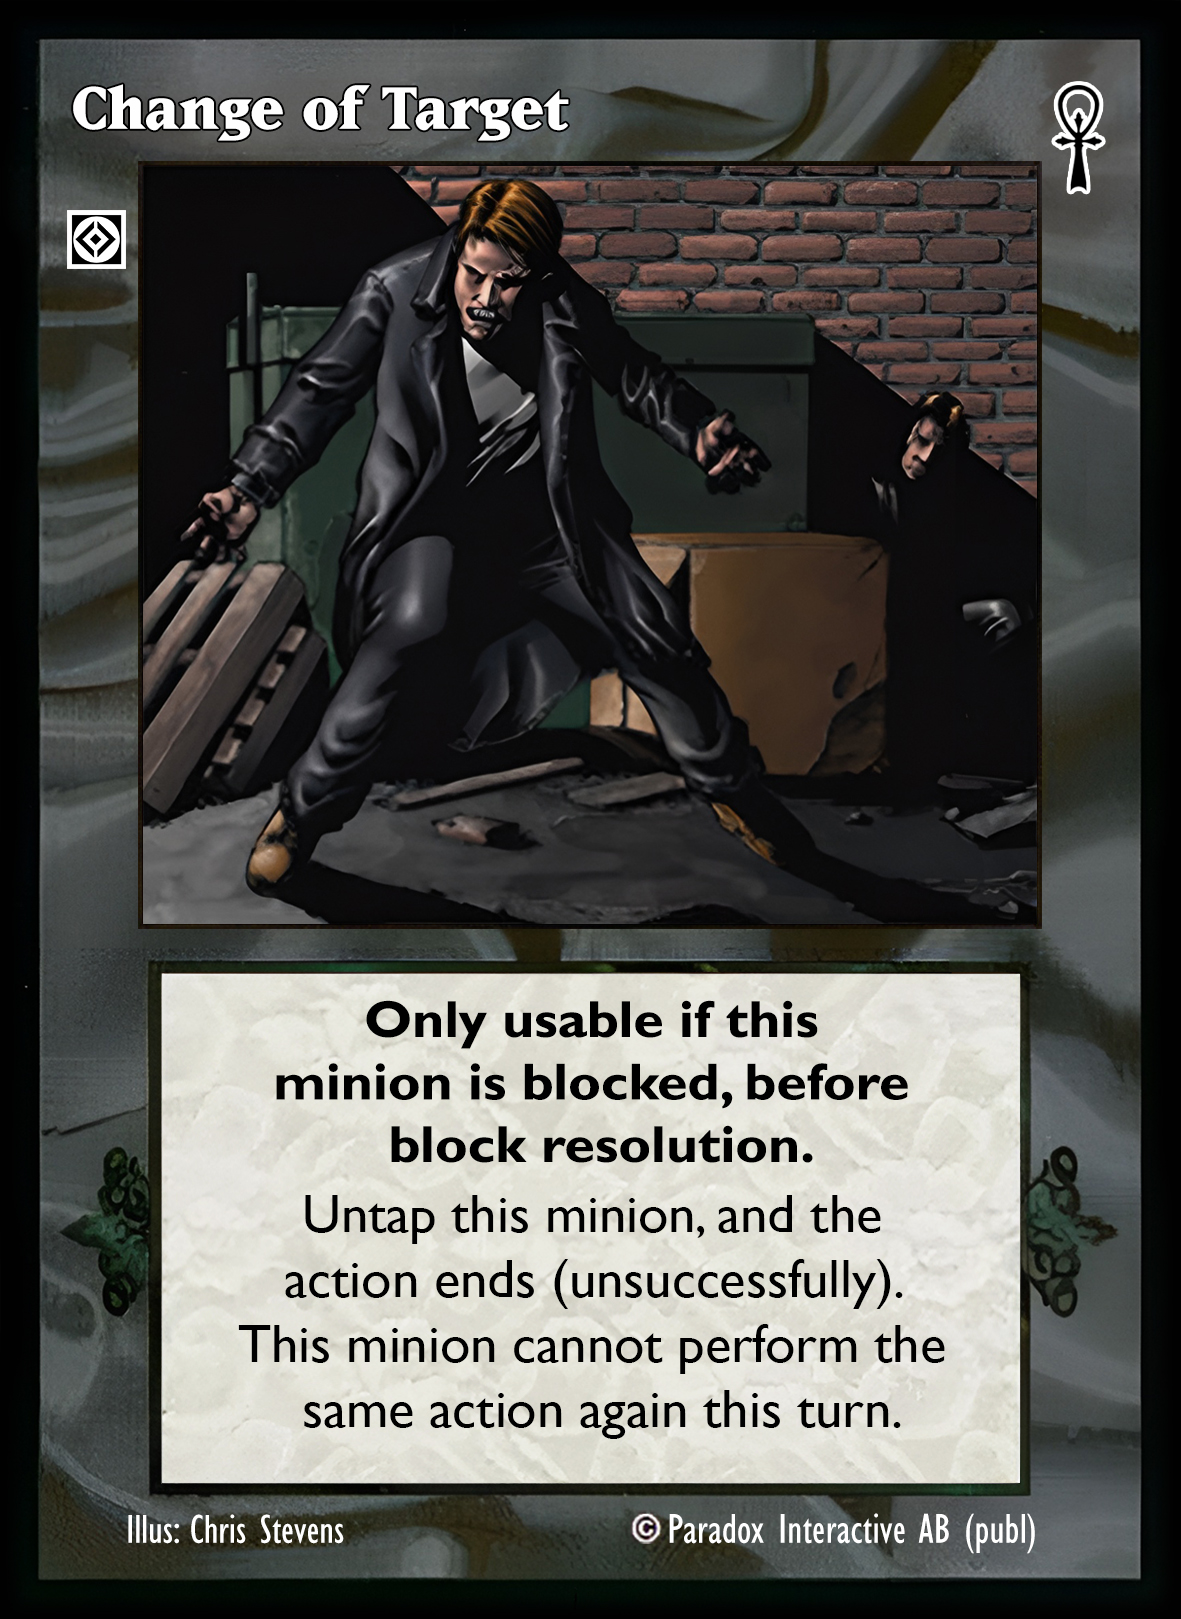 Change of Target
Only usable if this
minion is blocked, before
block resolution.
Untap this minion, and the
action ends (unsuccessfully).
This minion cannot perform the
same action again this turn.
Illus: Chris Stevens
© Paradox Interactive AB (publ)